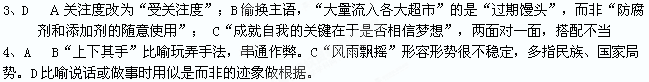 3、D　A 关注度改为“受关注度”；B偷换主语，“大量流入各大超市”的是“过期馒头”，而非“防腐
剂和添加剂的随意使用”； C“成就自我的关键在于是否相信梦想”，两面对一面，搭配不当
4、A　B“上下其手”比喻玩弄手法，串通作弊。C“风雨飘摇”形容形势很不稳定，多指民族、国家局
势。D比喻说话或做事时用似是而非的迹象做根据。